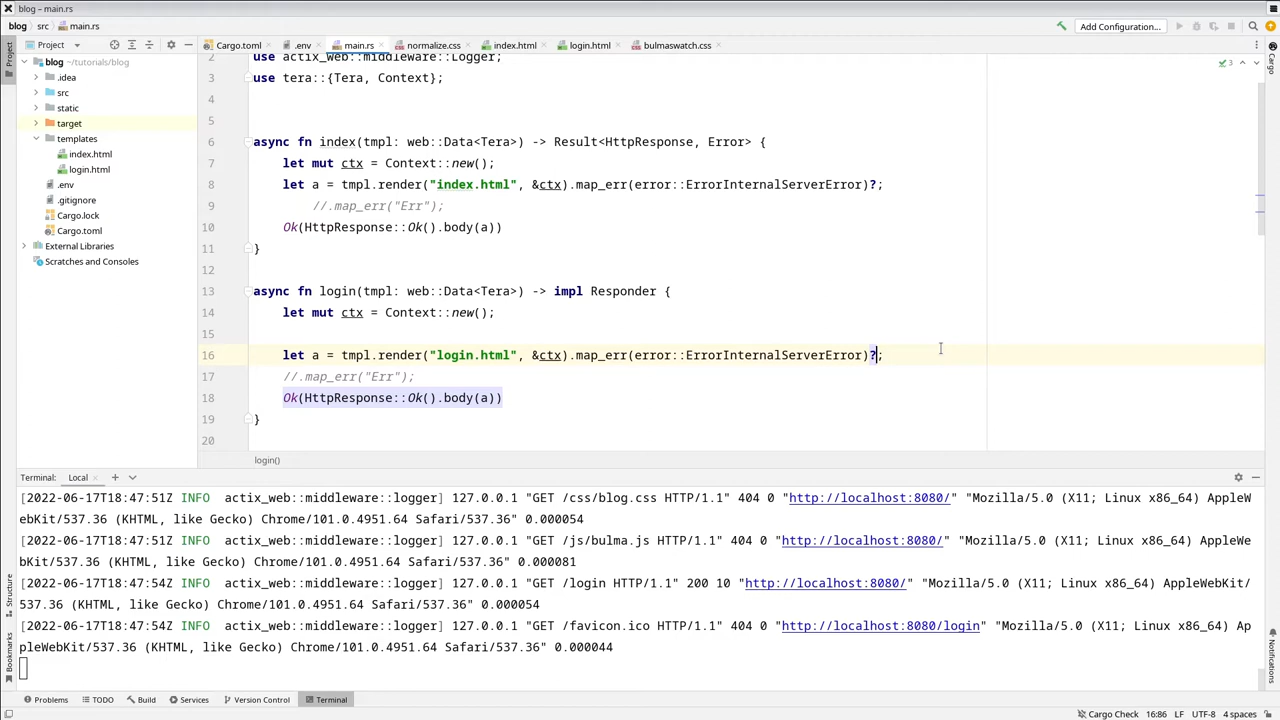 blog – main.rs
blog
src
main.rs
Add Configuration...
Project
Cargo.toml
.env
main.rs
normalize.css
index.html
login.html
bulmaswatch.css
Project
Cargo
blog ~/tutorials/blog
.idea
src
static
target
templates
index.html
login.html
.env
.gitignore
Cargo.lock
Cargo.toml
External Libraries
Scratches and Consoles
3
2 use actix_web::middleware::Logger;
3 use tera::{Tera, Context};
4
5
6 async fn index(tmpl: web::Data<Tera>) -> Result<HttpResponse, Error> {
7 let mut ctx = Context::new();
8 let a = tmpl.render("index.html", &ctx).map_err(error::ErrorInternalServerError)?;
9 //.map_err("Err");
10 Ok(HttpResponse::Ok().body(a))
11 }
12
13 async fn login(tmpl: web::Data<Tera>) -> impl Responder {
14 let mut ctx = Context::new();
15
16 let a = tmpl.render("login.html", &ctx).map_err(error::ErrorInternalServerError)?;
17 //.map_err("Err");
18 Ok(HttpResponse::Ok().body(a))
19 }
20
login()
Terminal: Local
[2022-06-17T18:47:51Z INFO actix_web::middleware::logger] 127.0.0.1 "GET /css/blog.css HTTP/1.1" 404 0 "http://localhost:8080/" "Mozilla/5.0 (X11; Linux x86_64) AppleW
ebKit/537.36 (KHTML, like Gecko) Chrome/101.0.4951.64 Safari/537.36" 0.000054
[2022-06-17T18:47:51Z INFO actix_web::middleware::logger] 127.0.0.1 "GET /js/bulma.js HTTP/1.1" 404 0 "http://localhost:8080/" "Mozilla/5.0 (X11; Linux x86_64) AppleWe
bKit/537.36 (KHTML, like Gecko) Chrome/101.0.4951.64 Safari/537.36" 0.000081
[2022-06-17T18:47:54Z INFO actix_web::middleware::logger] 127.0.0.1 "GET /login HTTP/1.1" 200 10 "http://localhost:8080/" "Mozilla/5.0 (X11; Linux x86_64) AppleWebKit/
537.36 (KHTML, like Gecko) Chrome/101.0.4951.64 Safari/537.36" 0.000054
[2022-06-17T18:47:54Z INFO actix_web::middleware::logger] 127.0.0.1 "GET /favicon.ico HTTP/1.1" 404 0 "http://localhost:8080/login" "Mozilla/5.0 (X11; Linux x86_64) Ap
pleWebKit/537.36 (KHTML, like Gecko) Chrome/101.0.4951.64 Safari/537.36" 0.000044
Structure
Bookmarks
Notifications
Problems
TODO
Build
Services
Version Control
Terminal
Cargo Check
16:86
LF
UTF-8
4 spaces